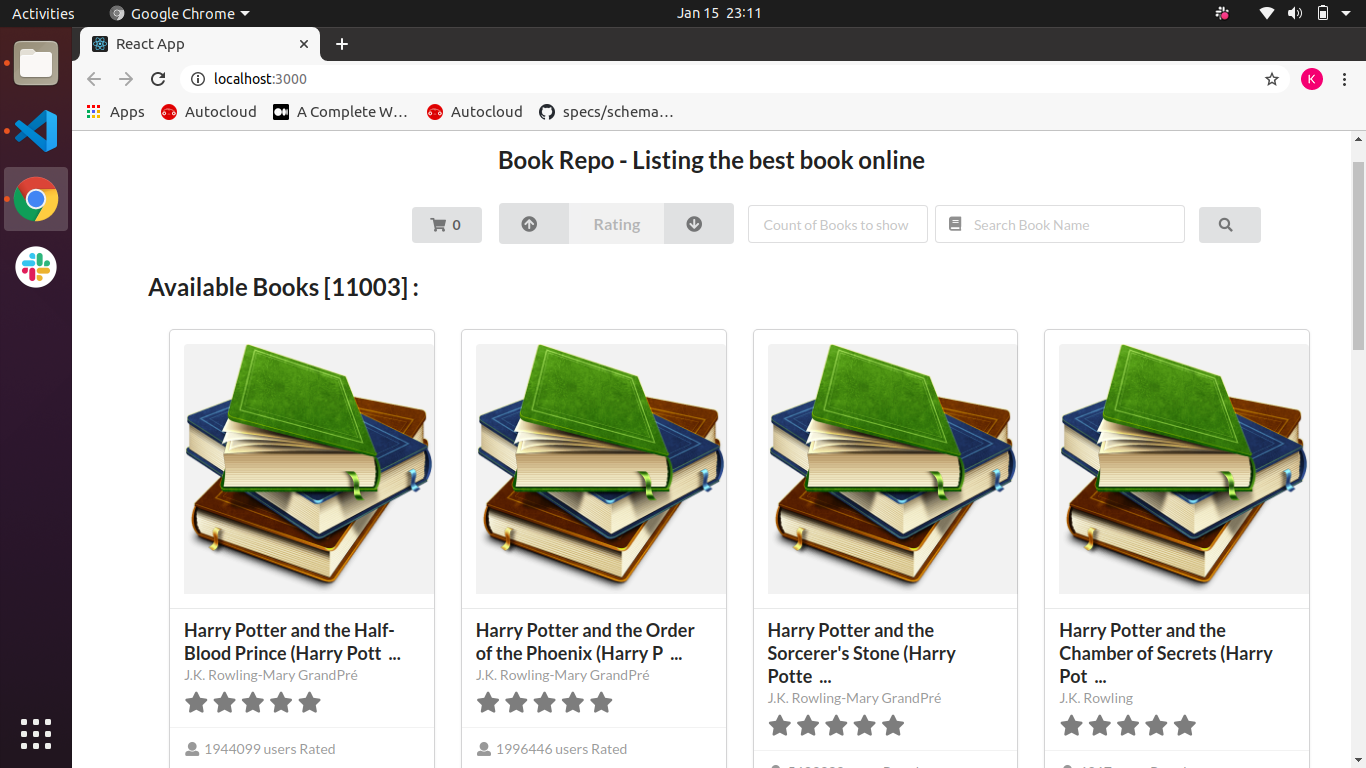 Activities
Google Chrome
Jan 15 23:11
React App
localhost:3000
K
Apps
Autocloud
A Complete W...
Autocloud
specs/schema...
Book Repo - Listing the best book online
0
Rating
Count of Books to show
Search Book Name
Available Books [11003] :
Harry Potter and the Half-
Blood Prince (Harry Pott ...
J.K. Rowling-Mary GrandPré
1944099 users Rated
Harry Potter and the Order
of the Phoenix (Harry P ...
J.K. Rowling-Mary GrandPré
1996446 users Rated
Harry Potter and the
Sorcerer's Stone (Harry
Potte ...
J.K. Rowling-Mary GrandPré
Harry Potter and the
Chamber of Secrets (Harry
Pot ...
J.K. Rowling